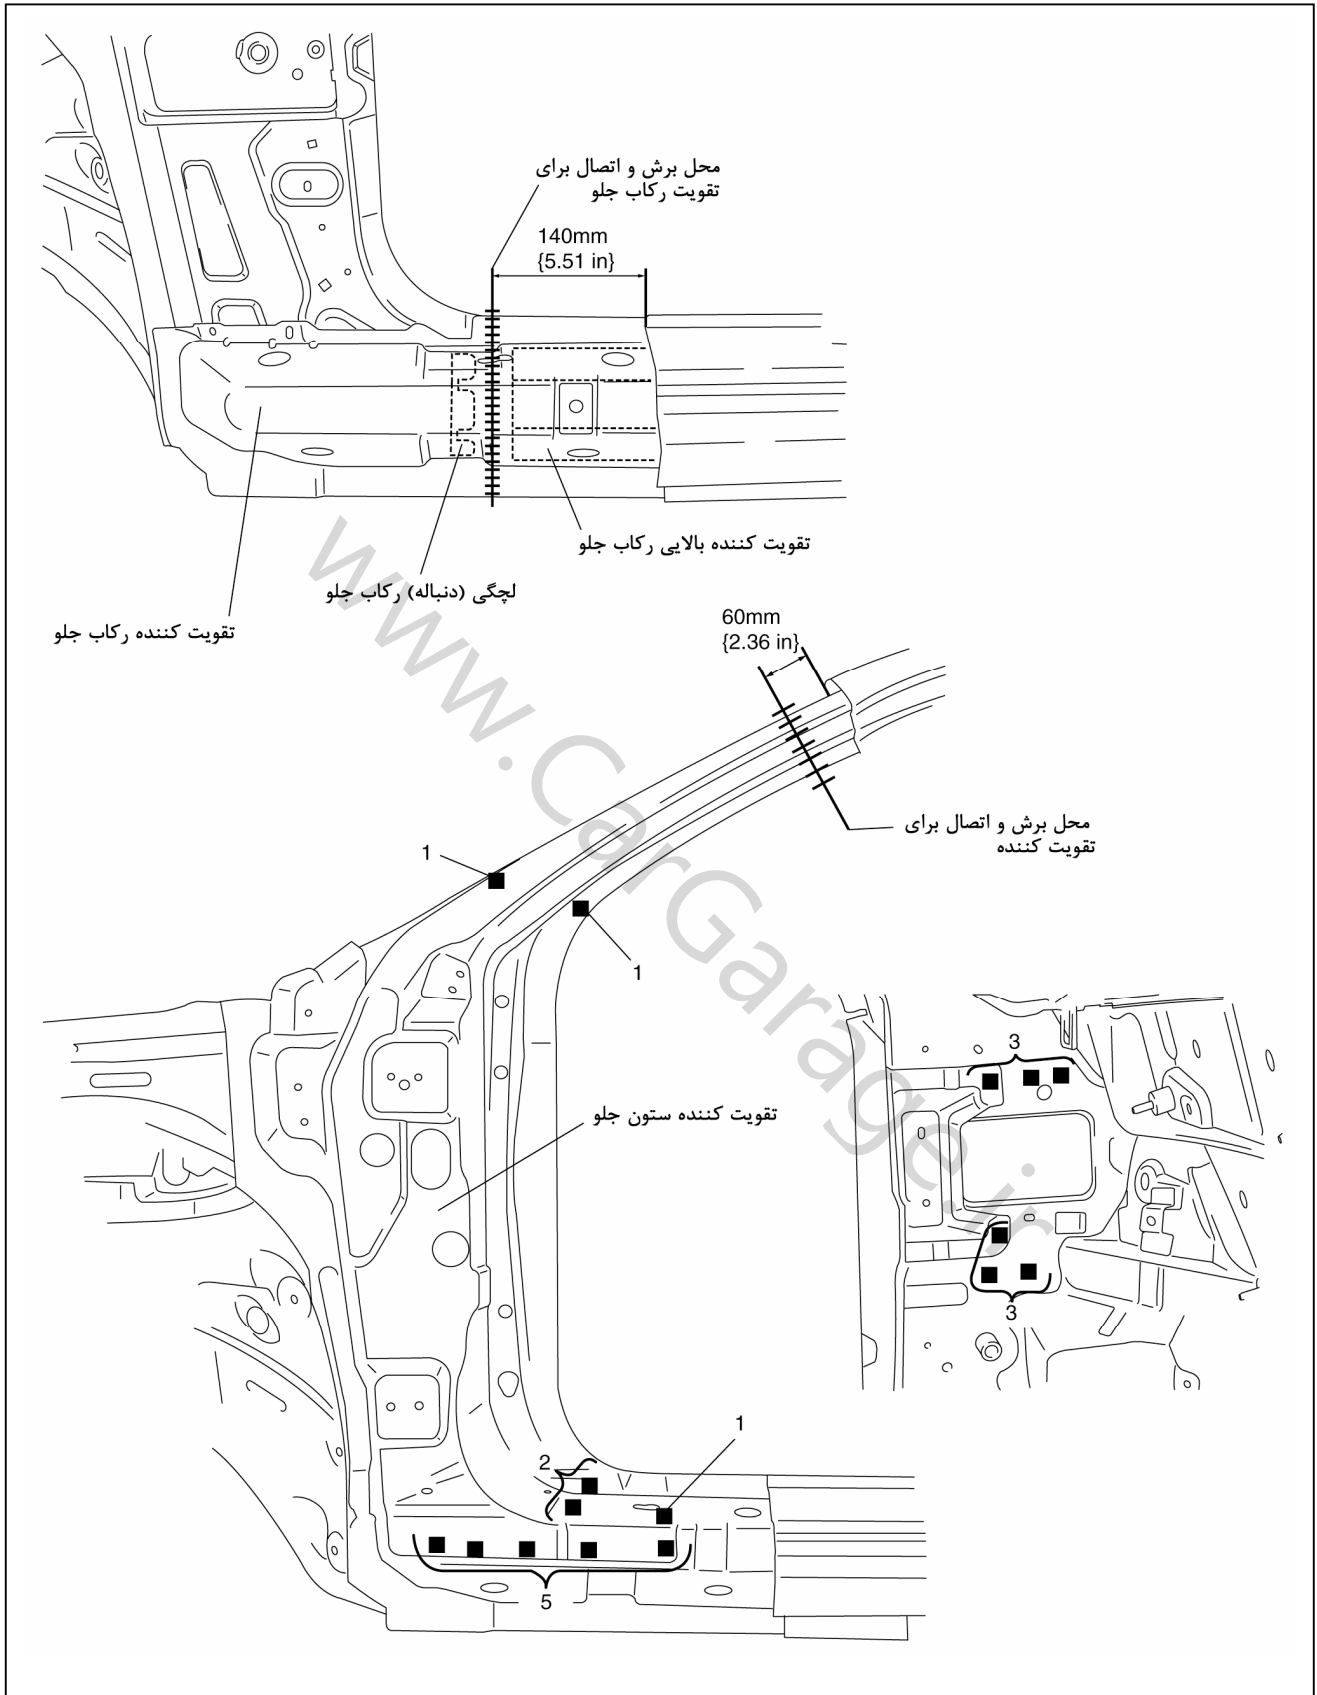 محل برش و اتصال برای
تقویت رکاب جلو
140mm
{5.51 in}
تقویت کننده بالایی رکاب جلو
لچگی (دنباله) رکاب جلو
تقویت کننده رکاب جلو
60mm
{2.36 in}
محل برش و اتصال برای
تقویت کننده
1
1
3
تقویت کننده ستون جلو
3
1
2
5
www.CarGarage.ir